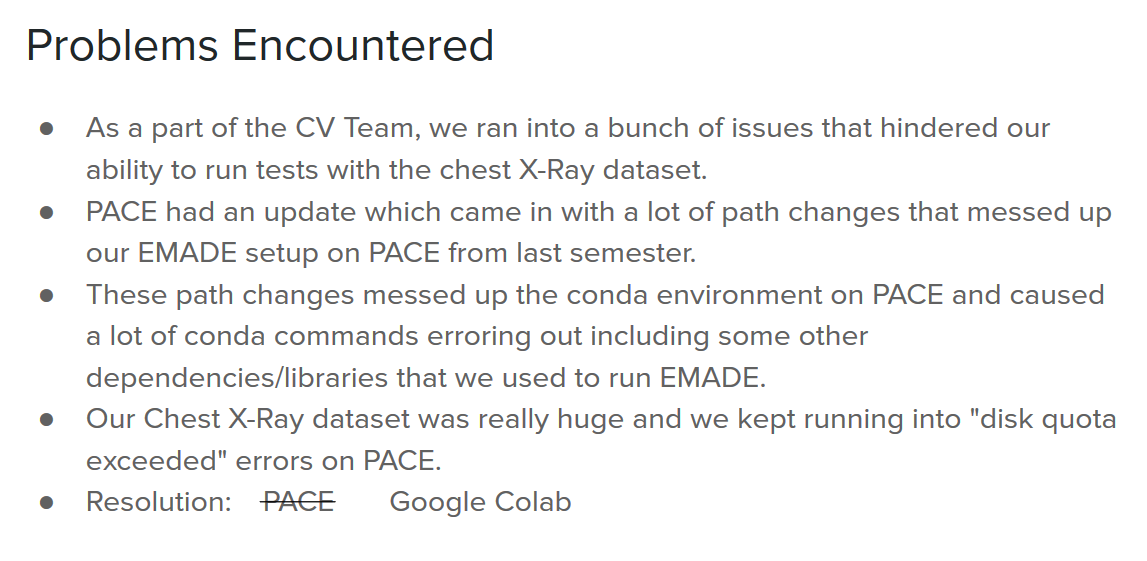 Problems Encountered
● As a part of the CV Team, we ran into a bunch of issues that hindered our
ability to run tests with the chest X-Ray dataset.
● PACE had an update which came in with a lot of path changes that messed up
our EMADE setup on PACE from last semester.
● These path changes messed up the conda environment on PACE and caused
a lot of conda commands erroring out including some other
dependencies/libraries that we used to run EMADE.
● Our Chest X-Ray dataset was really huge and we kept running into "disk quota
exceeded" errors on PACE.
● Resolution: PACE Google Colab